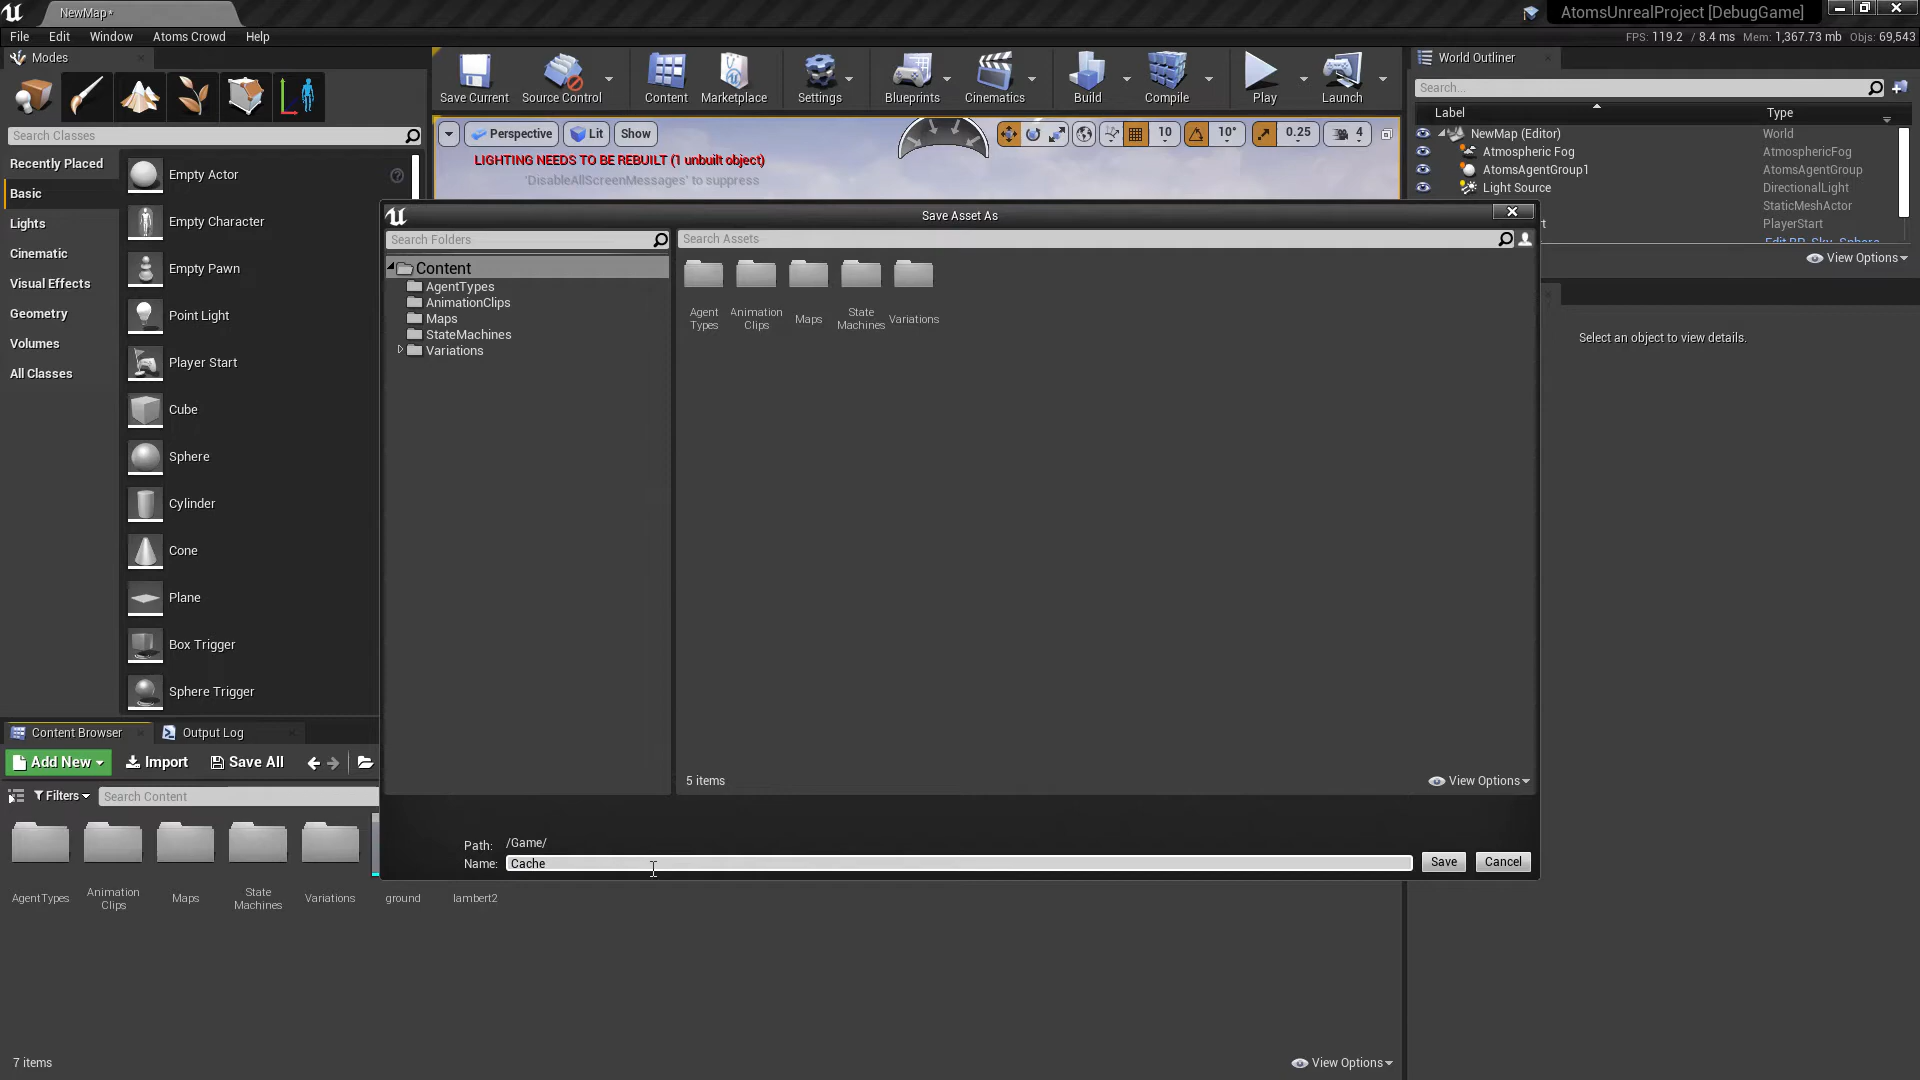 NewMap*
AtomsUnrealProject [DebugGame]
File Edit Window Atoms Crowd Help
FPS: 119.2 / 8.4 ms Mem: 1,367.73 mb Objs: 69,543
Modes
Save Current Source Control Content Marketplace Settings Blueprints Cinematics Build Compile Play Launch
World Outliner
Search...
Label Type
Search Classes
Perspective Lit Show 10 10° 0.25 4
LIGHTING NEEDS TO BE REBUILT (1 unbuilt object)
'DisableAllScreenMessages' to suppress
NewMap (Editor) World
Atmospheric Fog AtmosphericFog
AtomsAgentGroup1 AtomsAgentGroup
Light Source DirectionalLight
StaticMeshActor
PlayerStart
Edit BP_Sky_Sphere
View Options
Select an object to view details.
Recently Placed
Basic
Lights
Cinematic
Visual Effects
Geometry
Volumes
All Classes
Empty Actor
Empty Character
Empty Pawn
Point Light
Player Start
Cube
Sphere
Cylinder
Cone
Plane
Box Trigger
Sphere Trigger
Save Asset As
Search Folders
Search Assets
Content
AgentTypes
AnimationClips
Maps
StateMachines
Variations
Agent
Types
Animation
Clips
Maps
State
Machines
Variations
5 items
View Options
Path: /Game/
Name: Cache
Save Cancel
Content Browser Output Log
Add New Import Save All
Filters Search Content
AgentTypes
Animation
Clips
Maps
State
Machines
Variations
ground
lambert2
7 items
View Options